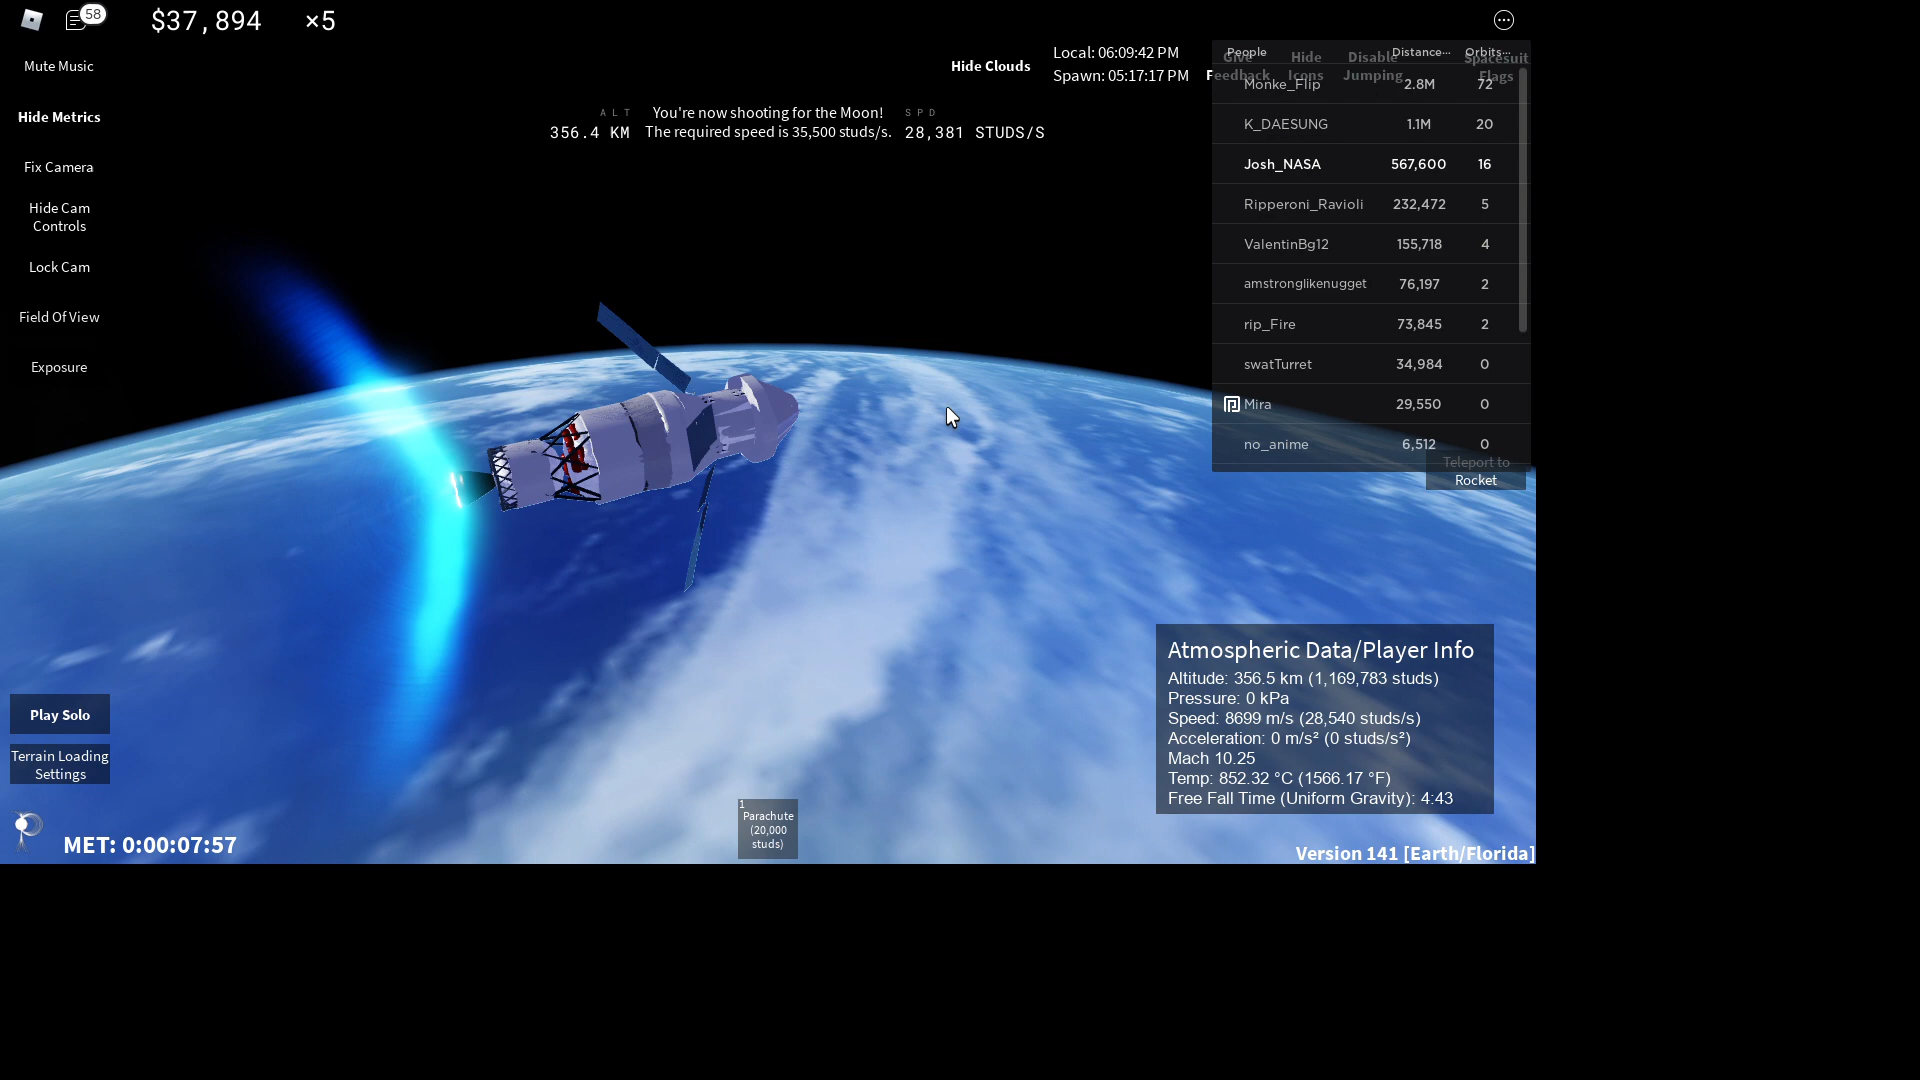 58
$37,894 ×5
Mute Music
Hide Metrics
Fix Camera
Hide Cam
Controls
Lock Cam
Field Of View
Exposure
Hide Clouds
Local: 06:09:42 PM
Spawn: 05:17:17 PM
ALT
356.4 KM
You're now shooting for the Moon!
The required speed is 35,500 studs/s.
SPD
28,381 STUDS/S
Give
Feedback
Hide
Icons
Disable
Jumping
Spacesuit
Flags
People Distance... Orbits...
Monke_Flip 2.8M 72
K_DAESUNG 1.1M 20
Josh_NASA 567,600 16
Ripperoni_Ravioli 232,472 5
ValentinBg12 155,718 4
amstronglikenugget 76,197 2
rip_Fire 73,845 2
swatTurret 34,984 0
Mira 29,550 0
no_anime 6,512 0
Teleport to
Rocket
Atmospheric Data/Player Info
Altitude: 356.5 km (1,169,783 studs)
Pressure: 0 kPa
Speed: 8699 m/s (28,540 studs/s)
Acceleration: 0 m/s² (0 studs/s²)
Mach 10.25
Temp: 852.32 °C (1566.17 °F)
Free Fall Time (Uniform Gravity): 4:43
Play Solo
Terrain Loading
Settings
MET: 0:00:07:57
1
Parachute
(20,000
studs)
Version 141 [Earth/Florida]